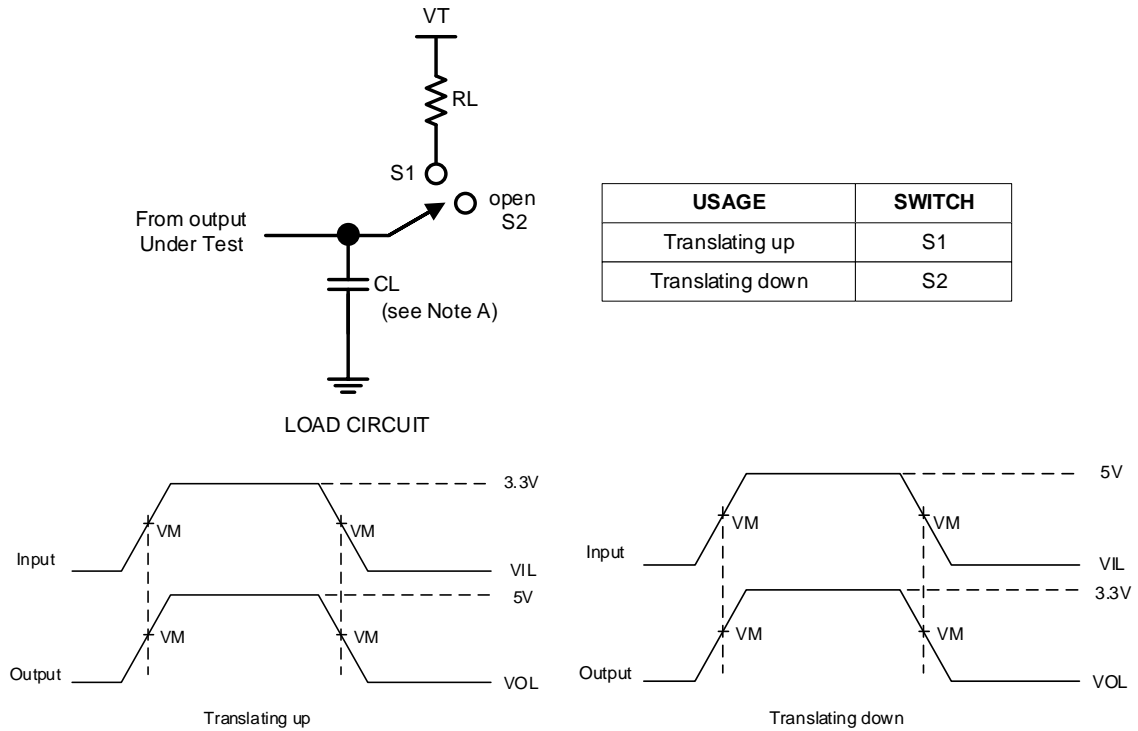 VT
RL
S1
open
S2
From output
Under Test
CL
(see Note A)
LOAD CIRCUIT
USAGE SWITCH
Translating up S1
Translating down S2
3.3V
VM VM
Input
VIL
5V
VM VM
Output
VOL
Translating up
5V
VM VM
Input
VIL
3.3V
VM VM
Output
VOL
Translating down